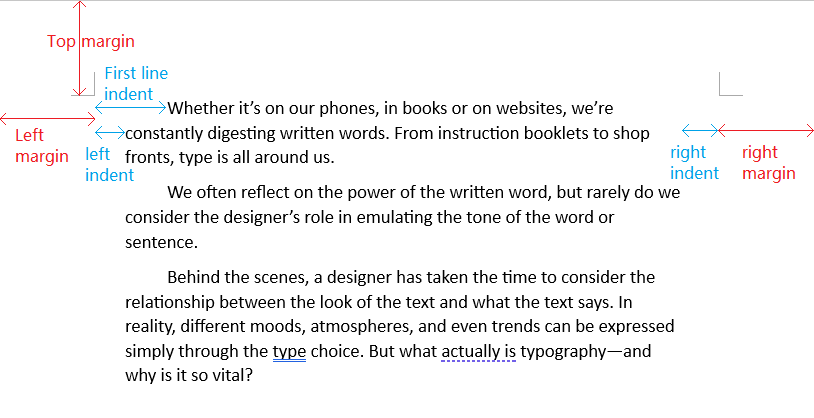 Top margin
First line
indent
Whether it’s on our phones, in books or on websites, we’re
Left
margin
left
indent
constantly digesting written words. From instruction booklets to shop
fronts, type is all around us.
right
indent
right
margin
We often reflect on the power of the written word, but rarely do we
consider the designer’s role in emulating the tone of the word or
sentence.
Behind the scenes, a designer has taken the time to consider the
relationship between the look of the text and what the text says. In
reality, different moods, atmospheres, and even trends can be expressed
simply through the type choice. But what actually is typography—and
why is it so vital?